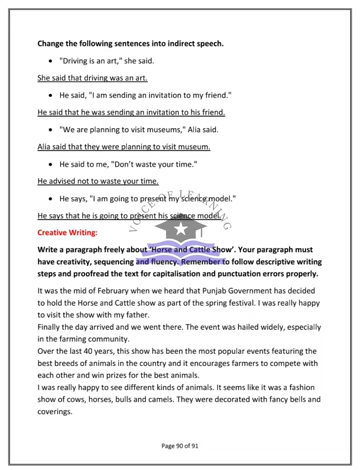 Change the following sentences into indirect speech.
• "Driving is an art," she said.
She said that driving was an art.
• He said, "I am sending an invitation to my friend."
He said that he was sending an invitation to his friend.
• "We are planning to visit museums," Alia said.
Alia said that they were planning to visit museum.
• He said to me, "Don't waste your time."
He advised not to waste your time.
• He says, "I am going to present my science model."
He says that he is going to present his science model.
VOICE OF LEARNING
Creative Writing:
Write a paragraph freely about 'Horse and Cattle Show'. Your paragraph must
have creativity, sequencing and fluency. Remember to follow descriptive writing
steps and proofread the text for capitalisation and punctuation errors properly.
It was the mid of February when we heard that Punjab Government has decided
to hold the Horse and Cattle show as part of the spring festival. I was really happy
to visit the show with my father.
Finally the day arrived and we went there. The event was hailed widely, especially
in the farming community.
Over the last 40 years, this show has been the most popular events featuring the
best breeds of animals in the country and it encourages farmers to compete with
each other and win prizes for the best animals.
I was really happy to see different kinds of animals. It seems like it was a fashion
show of cows, horses, bulls and camels. They were decorated with fancy bells and
coverings.
Page 90 of 91